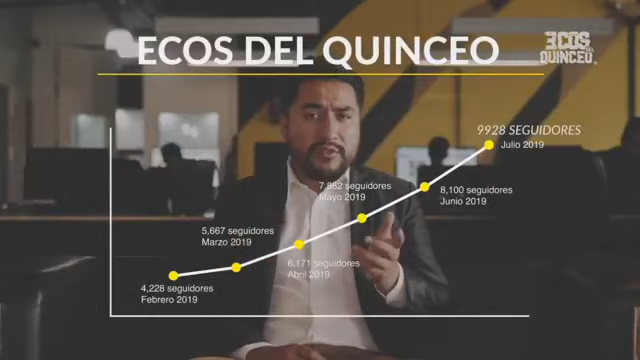 ECOS DEL QUINCEO
ECOS
DEL
QUINCEO
9928 SEGUIDORES
Julio 2019
7,882 seguidores
Mayo 2019
8,100 seguidores
Junio 2019
5,667 seguidores
Marzo 2019
6,171 seguidores
Abril 2019
4,228 seguidores
Febrero 2019